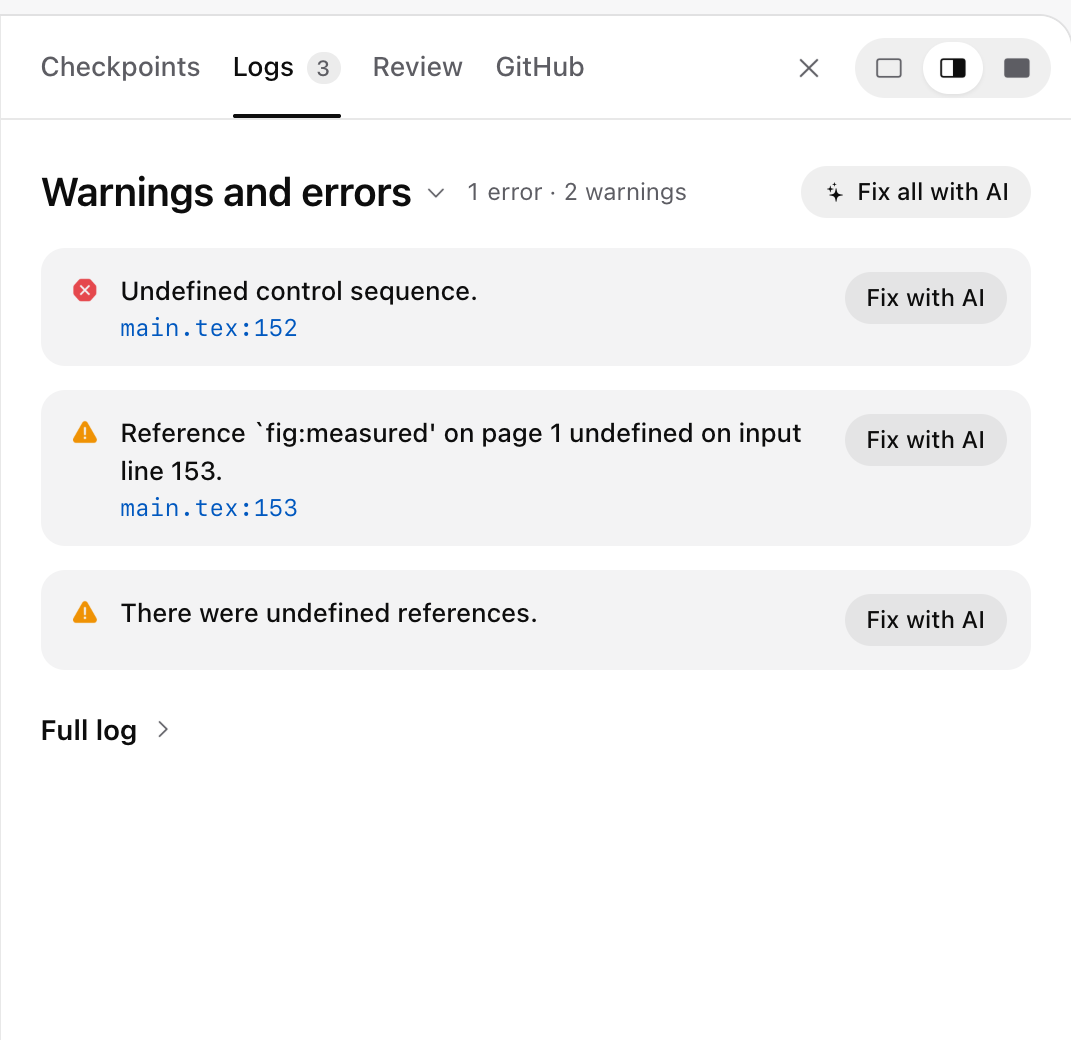 Checkpoints Logs 3 Review GitHub
Warnings and errors 1 error · 2 warnings Fix all with AI
Undefined control sequence. Fix with AI
main.tex:152
Reference `fig:measured' on page 1 undefined on input Fix with AI
line 153.
main.tex:153
There were undefined references. Fix with AI
Full log